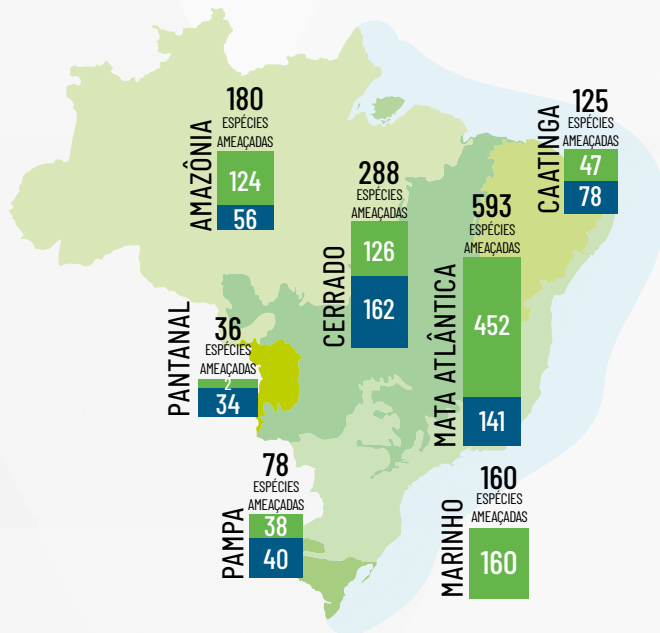 AMAZÔNIA
180
ESPÉCIES
AMEAÇADAS
124
56
CERRADO
288
ESPÉCIES
AMEAÇADAS
126
162
MATA ATLÂNTICA
593
ESPÉCIES
AMEAÇADAS
452
141
CAATINGA
125
ESPÉCIES
AMEAÇADAS
47
78
PANTANAL
36
ESPÉCIES
AMEAÇADAS
2
34
PAMPA
78
ESPÉCIES
AMEAÇADAS
38
40
MARINHO
160
ESPÉCIES
AMEAÇADAS
160